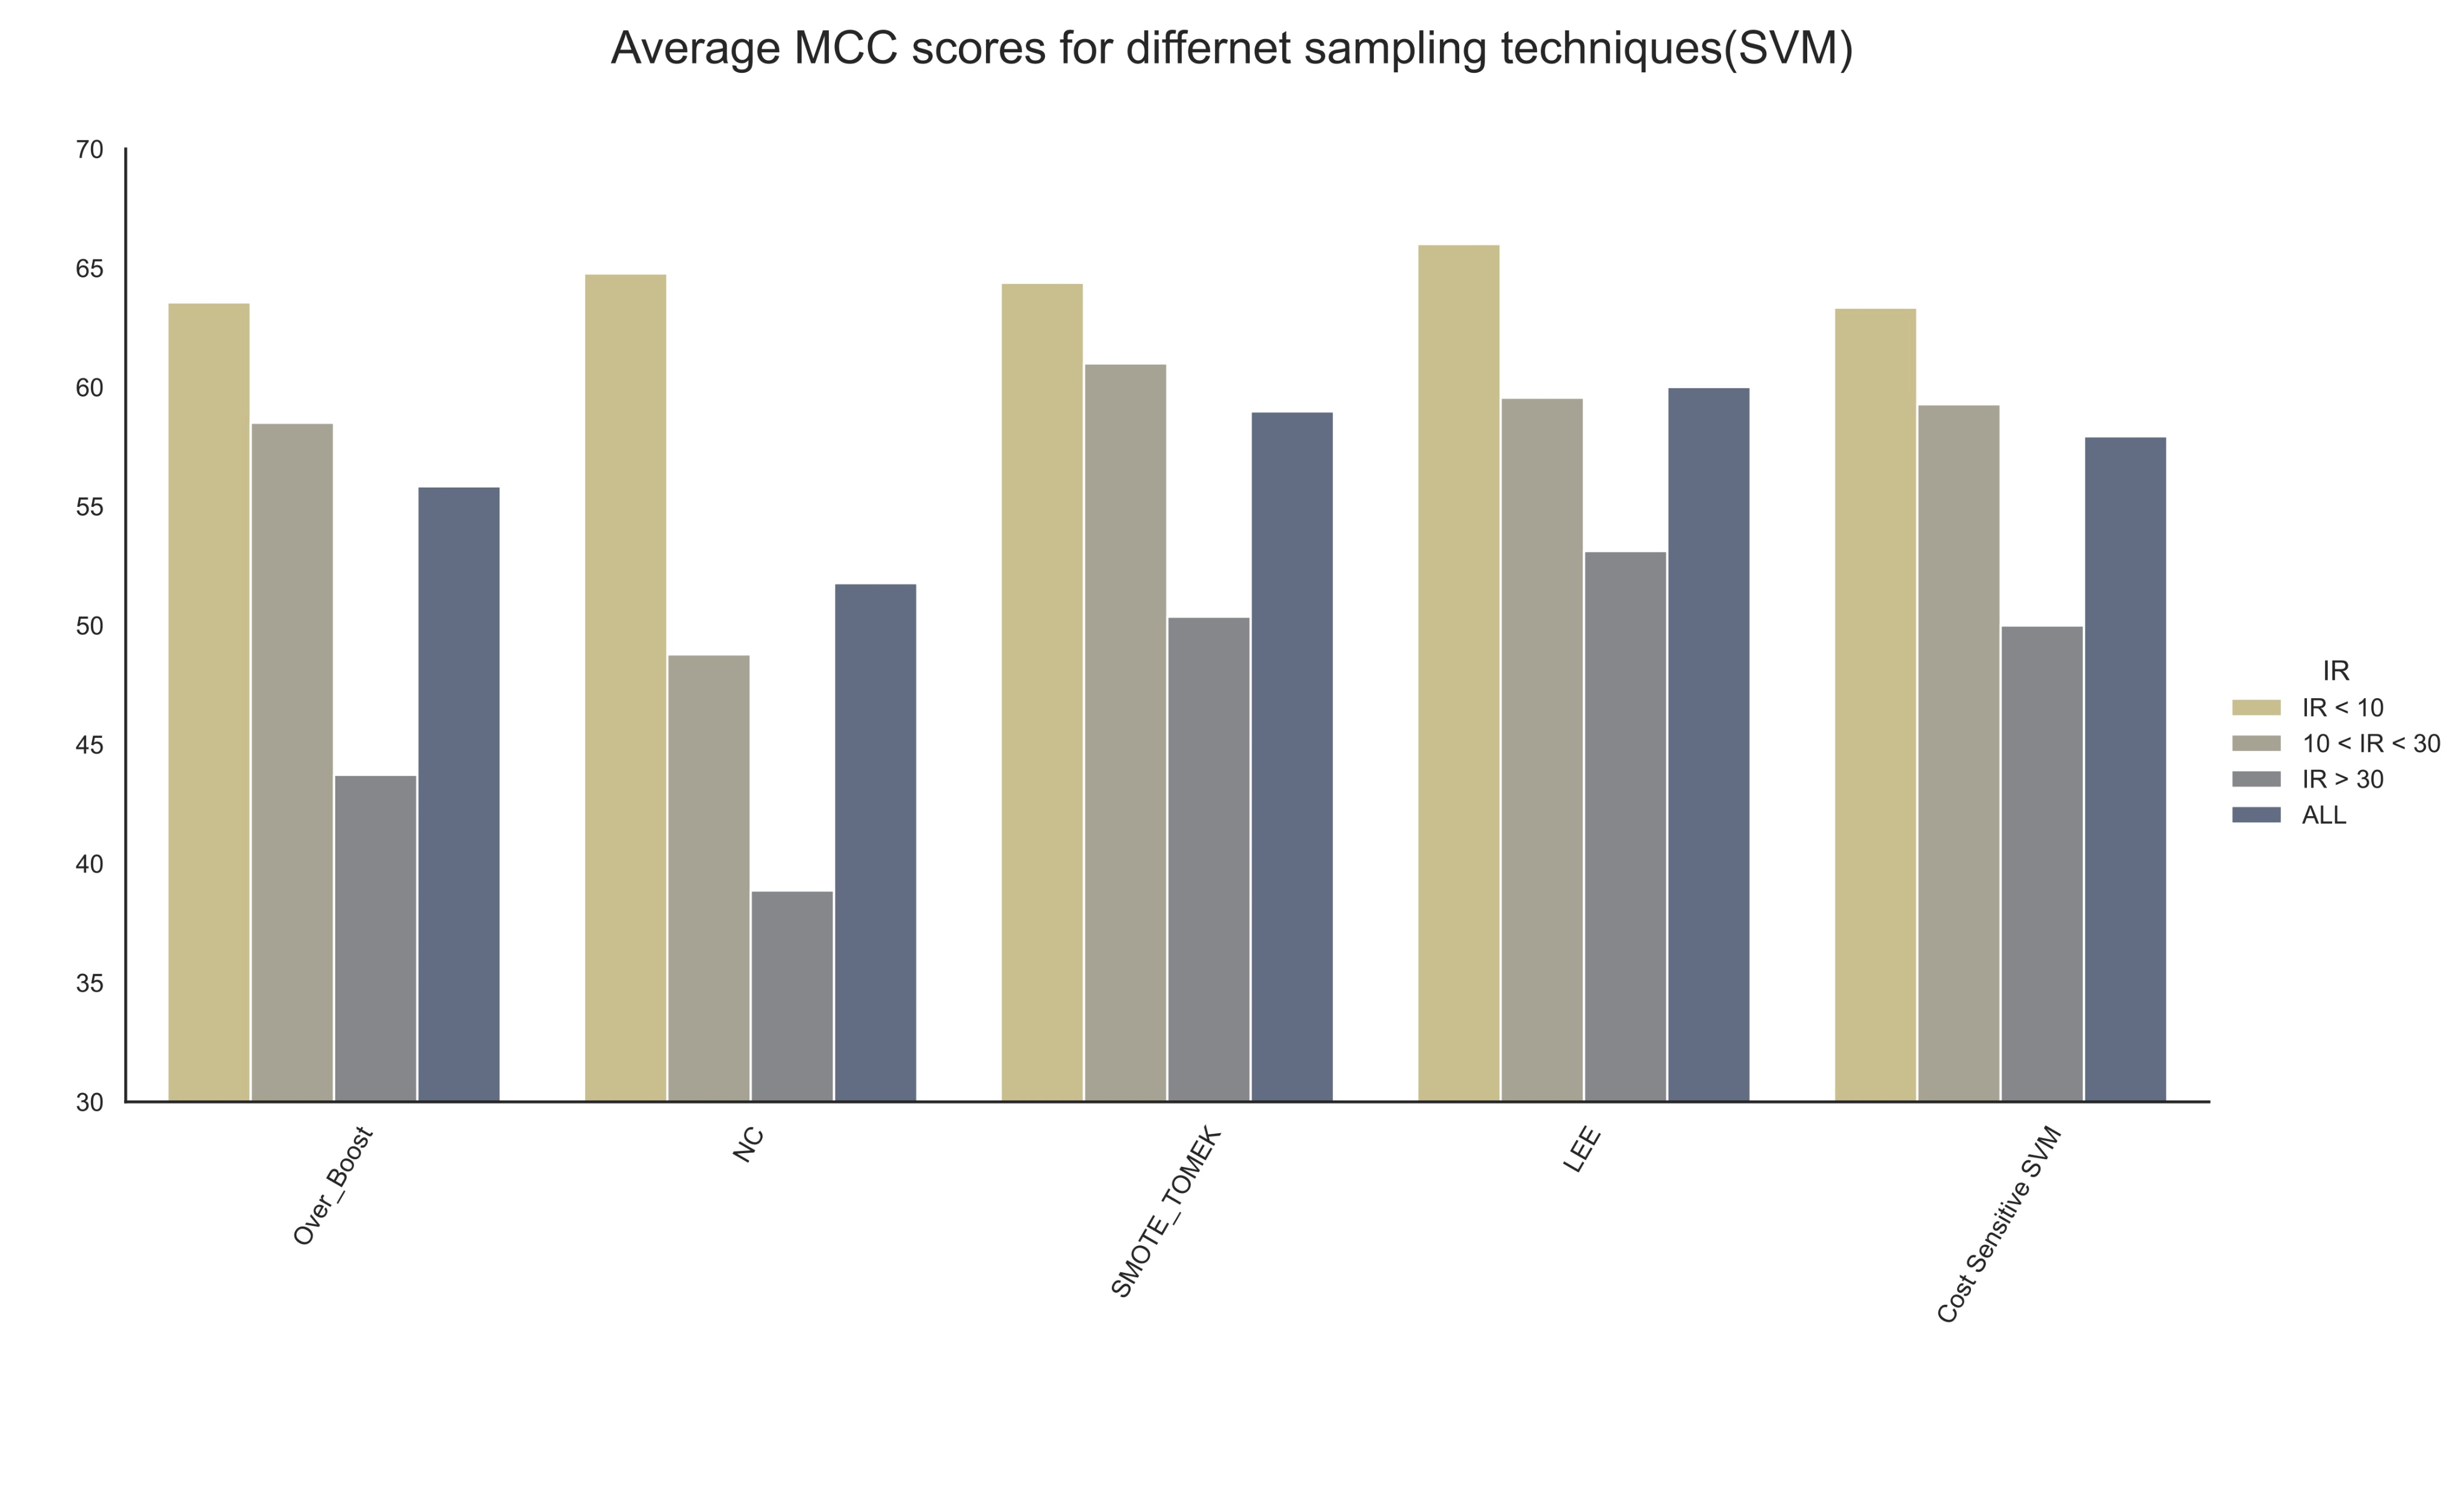 Average MCC scores for differnet sampling techniques(SVM)
70
65
60
55
50
45
40
35
30
IR
IR < 10
10 < IR < 30
IR > 30
ALL
Over_Boost
NC
SMOTE_TOMEK
LEE
Cost Sensitive SVM